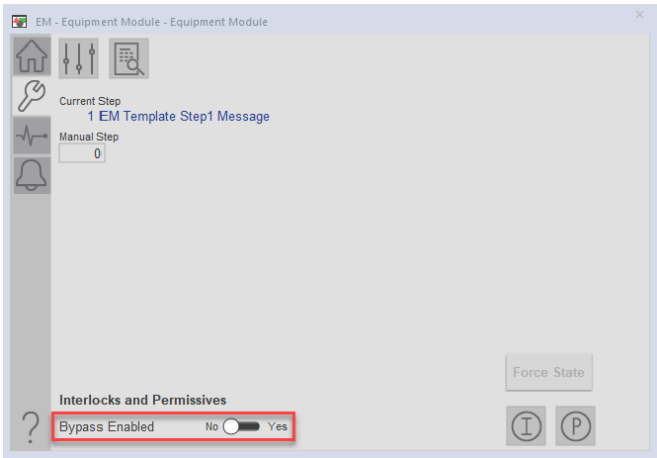 EM - Equipment Module - Equipment Module
Current Step
1 EM Template Step1 Message
Manual Step
0
Force State
Interlocks and Permissives
Bypass Enabled No Yes
? I P